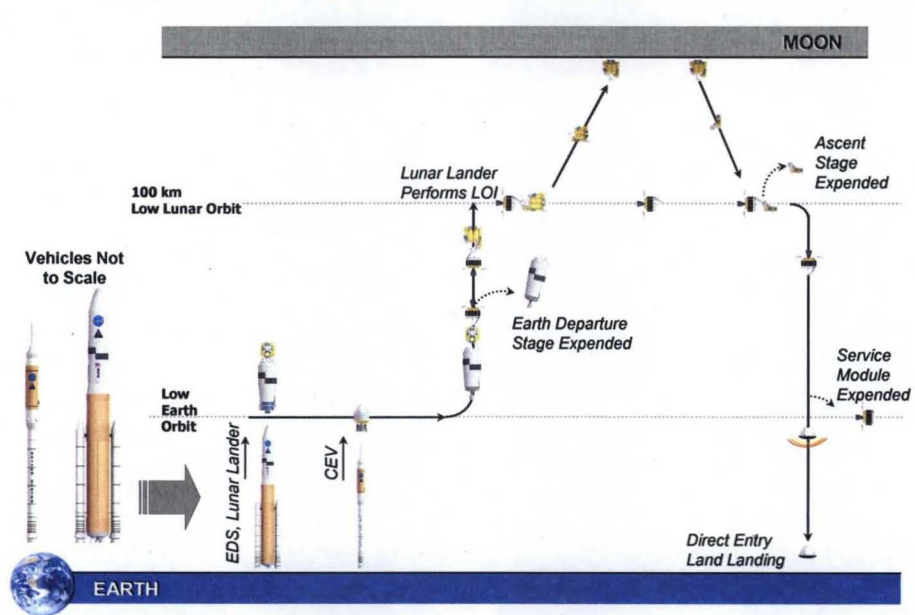 MOON
Ascent
Stage
Expended
Lunar Lander
Performs LOI
100 km
Low Lunar Orbit
Vehicles Not
to Scale
Earth Departure
Stage Expended
Service
Module
Expended
Low
Earth
Orbit
EDS, Lunar Lander
CEV
Direct Entry
Land Landing
EARTH